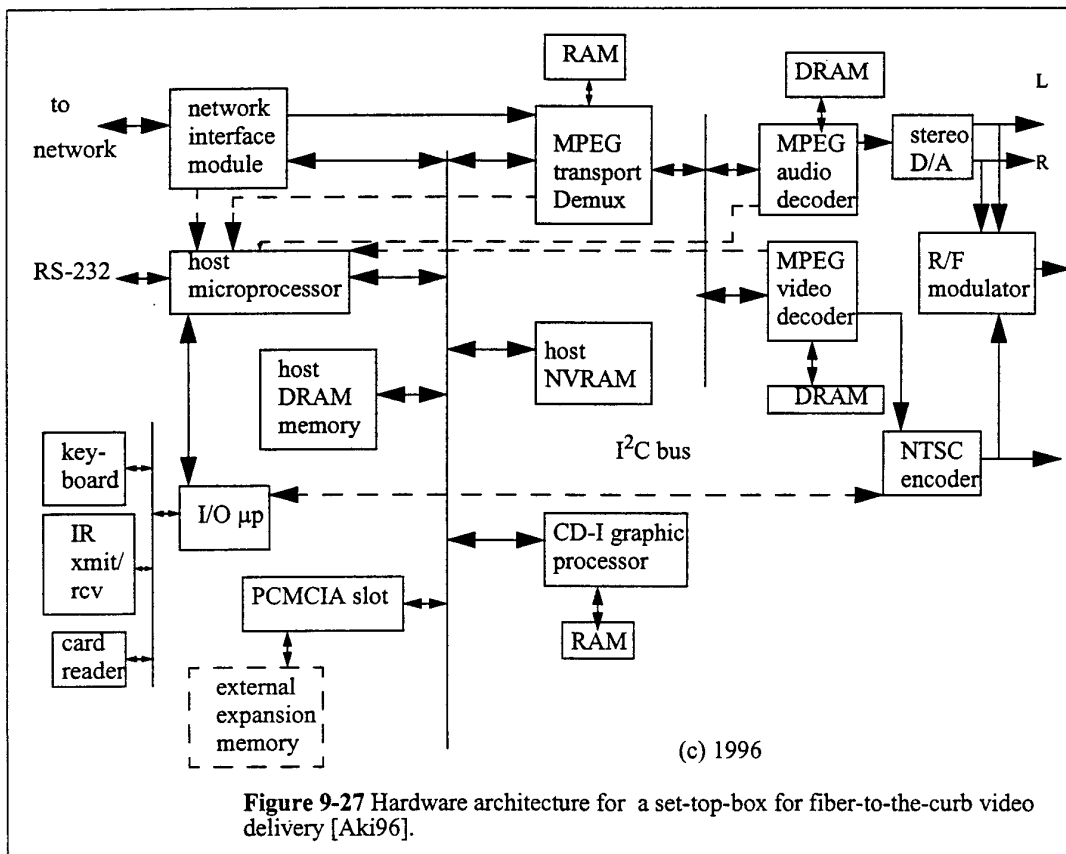 RAM
DRAM
L
to
network
network
interface
module
MPEG
transport
Demux
MPEG
audio
decoder
stereo
D/A
R
RS-232
host
microprocessor
MPEG
video
decoder
R/F
modulator
host
DRAM
memory
host
NVRAM
DRAM
key-
board
I/O µp
I²C bus
NTSC
encoder
IR
xmit/
rcv
CD-I graphic
processor
PCMCIA slot
RAM
card
reader
external
expansion
memory
(c) 1996
Figure 9-27 Hardware architecture for a set-top-box for fiber-to-the-curb video
delivery [Aki96].